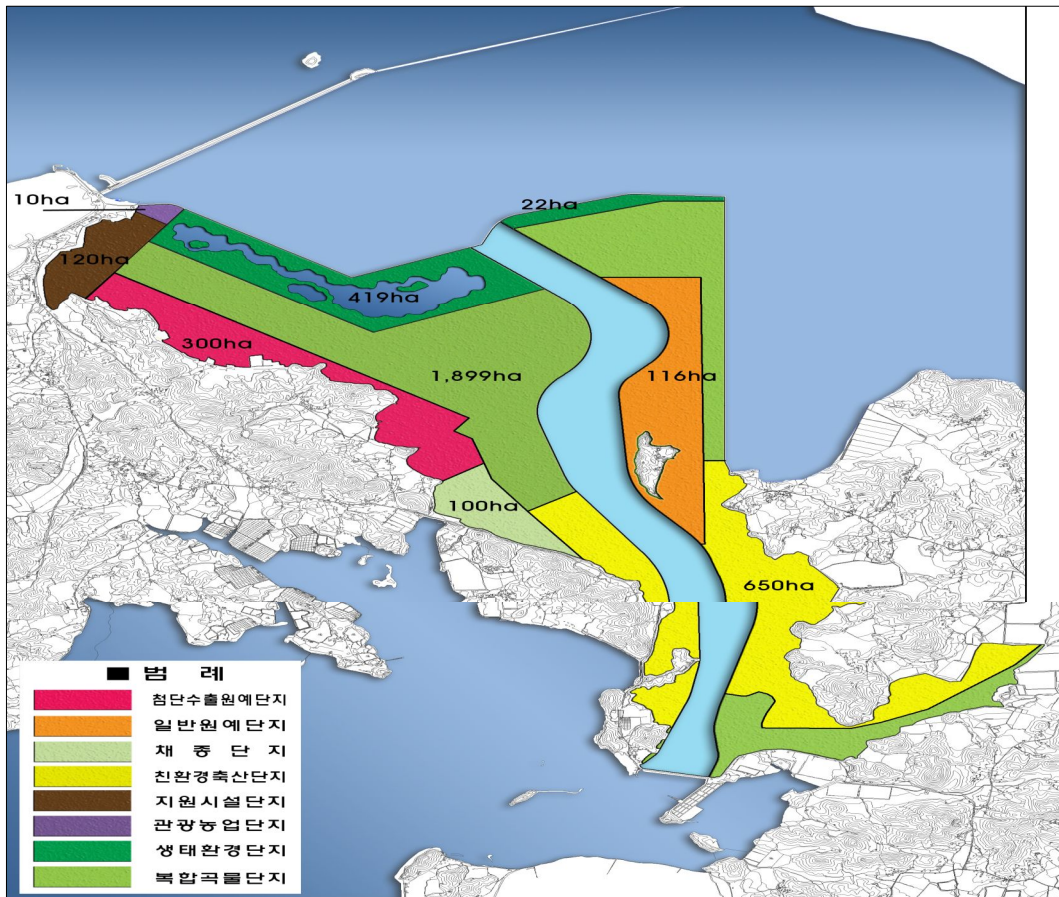 10ha
22ha
120ha
419ha
300ha
1,899ha
116ha
100ha
650ha
■ 범 례
첨단수출원예단지
일반원예단지
채 종 단 지
친환경축산단지
지원시설단지
관광농업단지
생태환경단지
복합곡물단지